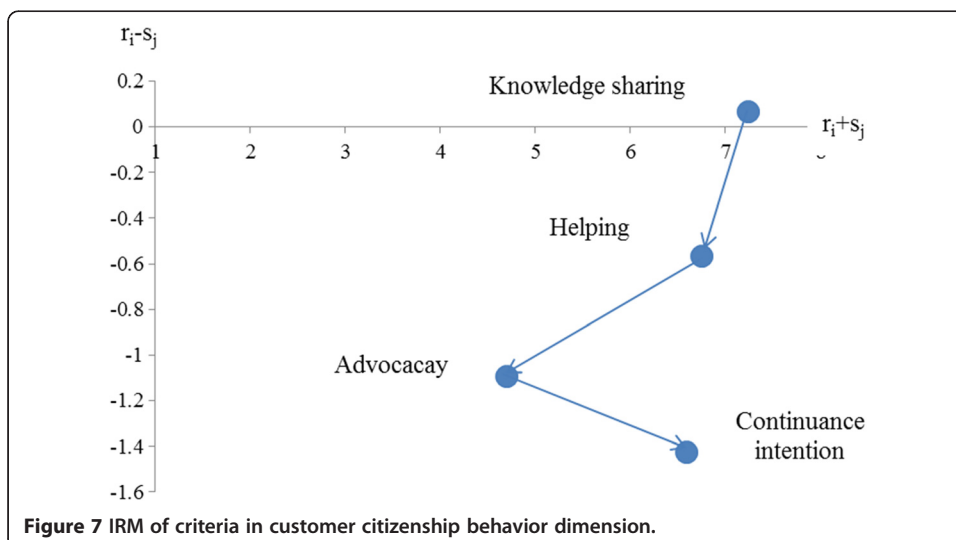 rᵢ-sⱼ
0.2
Knowledge sharing
0
rᵢ+sⱼ
1 2 3 4 5 6 7
-0.2
-0.4
Helping
-0.6
-0.8
-1
Advocacay
-1.2
Continuance
-1.4
intention
-1.6
Figure 7 IRM of criteria in customer citizenship behavior dimension.